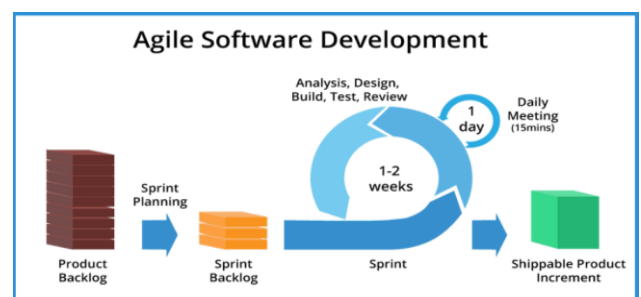 Agile Software Development
Analysis, Design,
Build, Test, Review
1
day
Daily
Meeting
(15mins)
1-2
weeks
Sprint
Planning
Product
Backlog
Sprint
Backlog
Sprint
Shippable Product
Increment